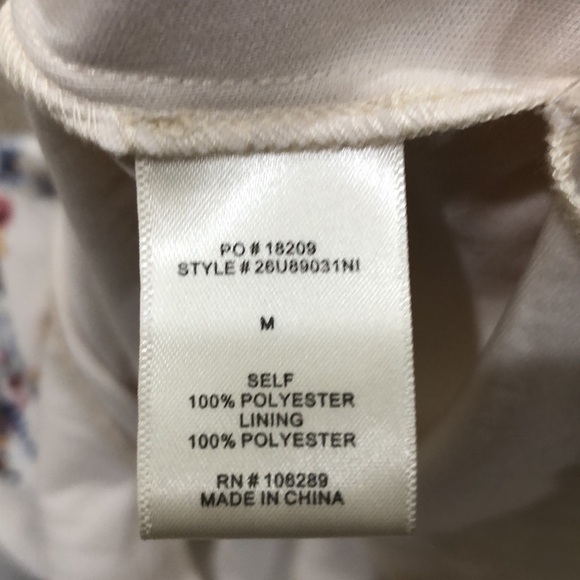 PO # 18209
STYLE # 26U89031NI
M
SELF
100% POLYESTER
LINING
100% POLYESTER
RN # 106289
MADE IN CHINA